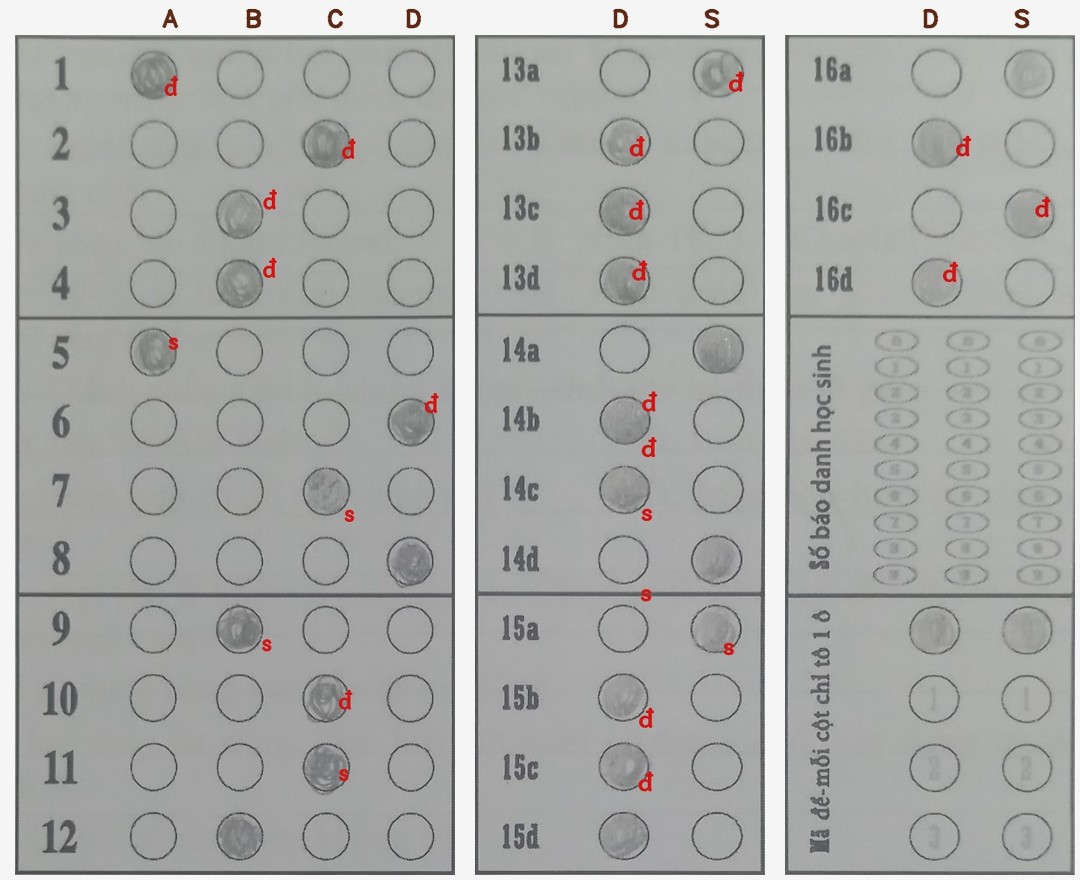 A B C D
1 đ
2 đ
3 đ
4 đ
5 s
6 đ
7 s
8
9 s
10 đ
11 s
12
D S
13a đ
13b đ
13c đ
13d đ
14a
14b đ
đ
14c s
14d
s
15a s
15b đ
15c đ
15d
D S
16a
16b đ
16c đ
16d đ
Số báo danh học sinh
0 0 0
1 1 1
2 2 2
3 3 3
4 4 4
5 5 5
6 6 6
7 7 7
8 8 8
9 9 9
Mã đề-mỗi cột chỉ tô 1 ô
1 1
2 2
3 3